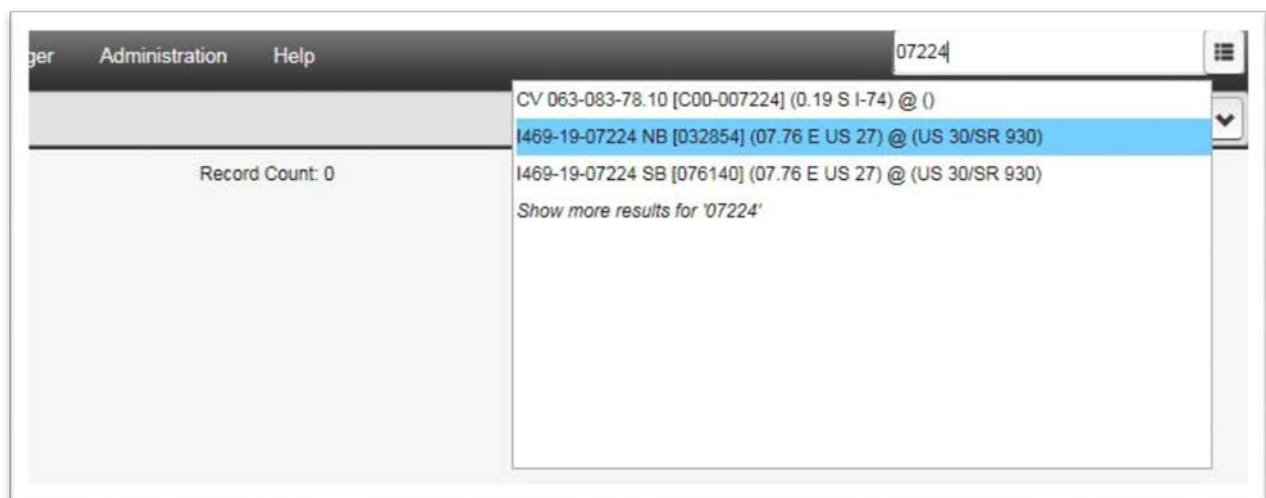 ger Administration Help 07224
CV 063-083-78.10 [C00-007224] (0.19 S I-74) @ ()
I469-19-07224 NB [032854] (07.76 E US 27) @ (US 30/SR 930)
Record Count: 0
I469-19-07224 SB [076140] (07.76 E US 27) @ (US 30/SR 930)
Show more results for '07224'